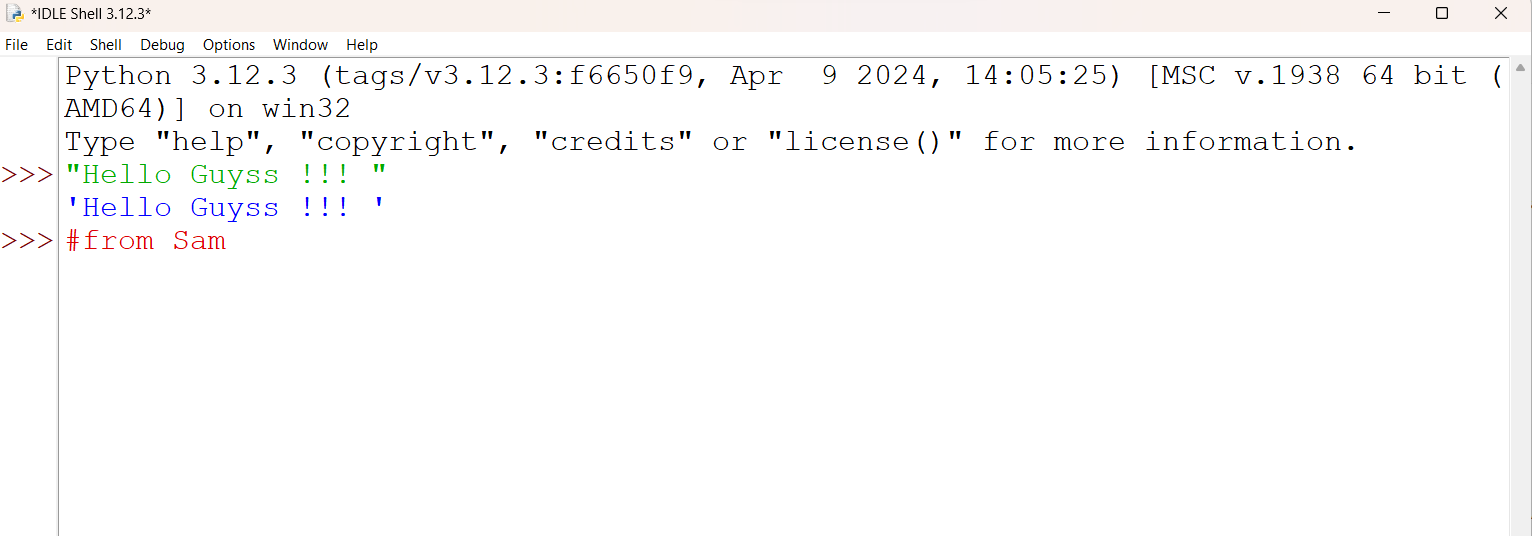 *IDLE Shell 3.12.3*
File Edit Shell Debug Options Window Help
Python 3.12.3 (tags/v3.12.3:f6650f9, Apr  9 2024, 14:05:25) [MSC v.1938 64 bit (
AMD64)] on win32
Type "help", "copyright", "credits" or "license()" for more information.
>>> "Hello Guyss !!! "
'Hello Guyss !!! '
>>> #from Sam